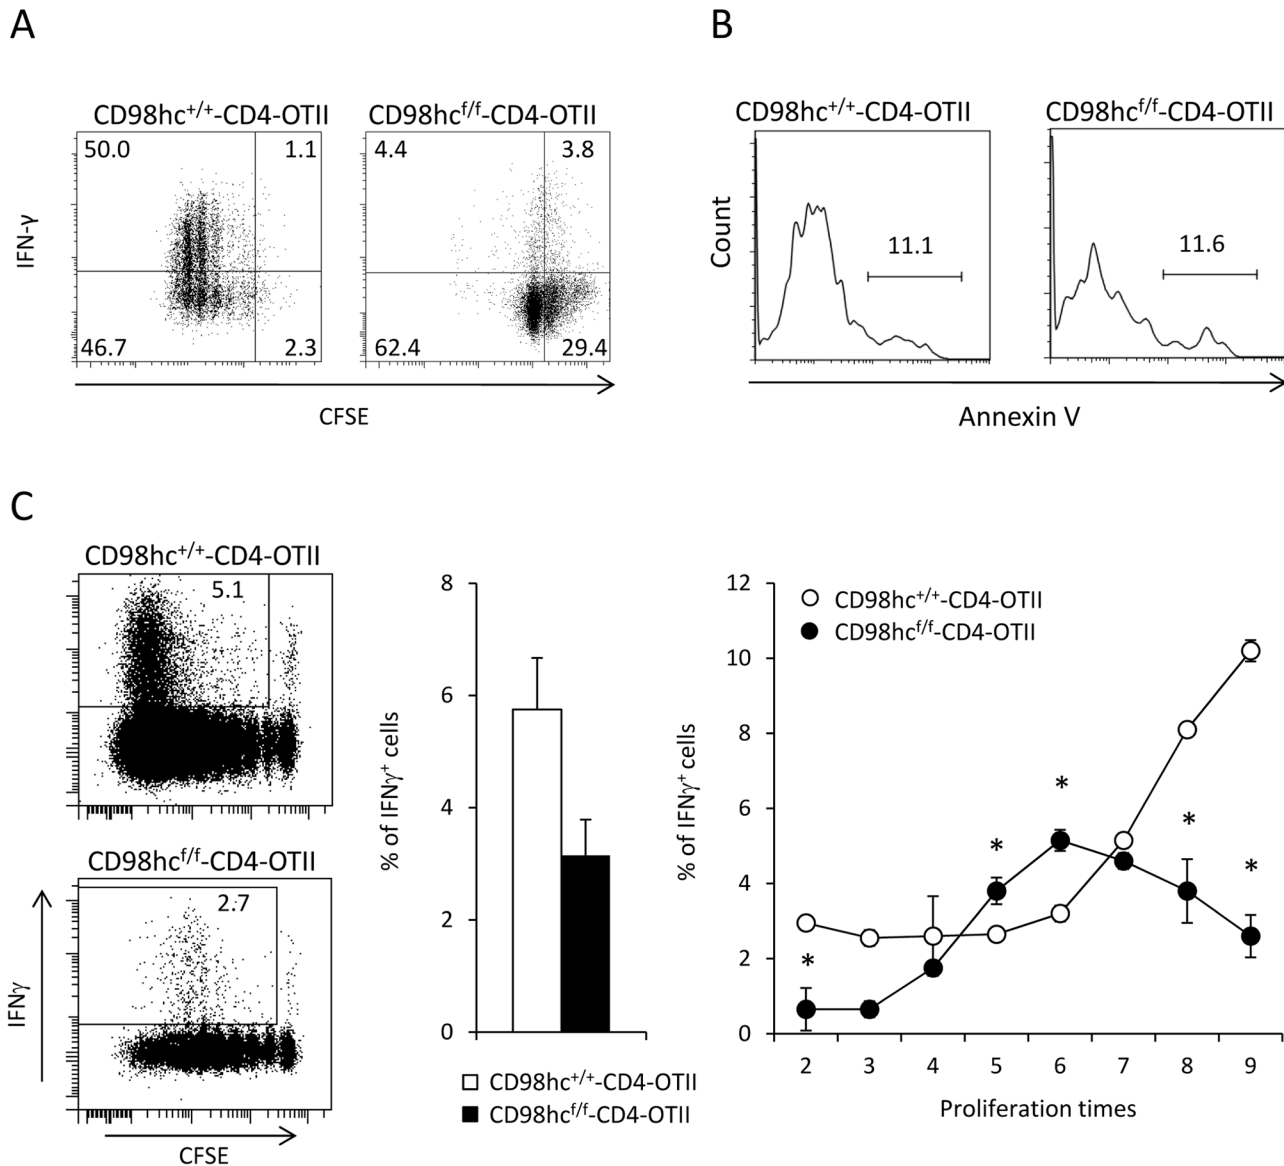 A
B
CD98hc+/+-CD4-OTII
CD98hcf/f-CD4-OTII
CD98hc+/+-CD4-OTII
CD98hcf/f-CD4-OTII
50.0
1.1
4.4
3.8
IFN-γ
Count
11.1
11.6
46.7
2.3
62.4
29.4
CFSE
Annexin V
C
CD98hc+/+-CD4-OTII
5.1
CD98hcf/f-CD4-OTII
2.7
IFNγ
CFSE
8
6
4
2
0
% of IFNγ+ cells
CD98hc+/+-CD4-OTII
CD98hcf/f-CD4-OTII
12
10
8
6
4
2
0
% of IFNγ+ cells
CD98hc+/+-CD4-OTII
CD98hcf/f-CD4-OTII
*
*
*
*
*
2 3 4 5 6 7 8 9
Proliferation times